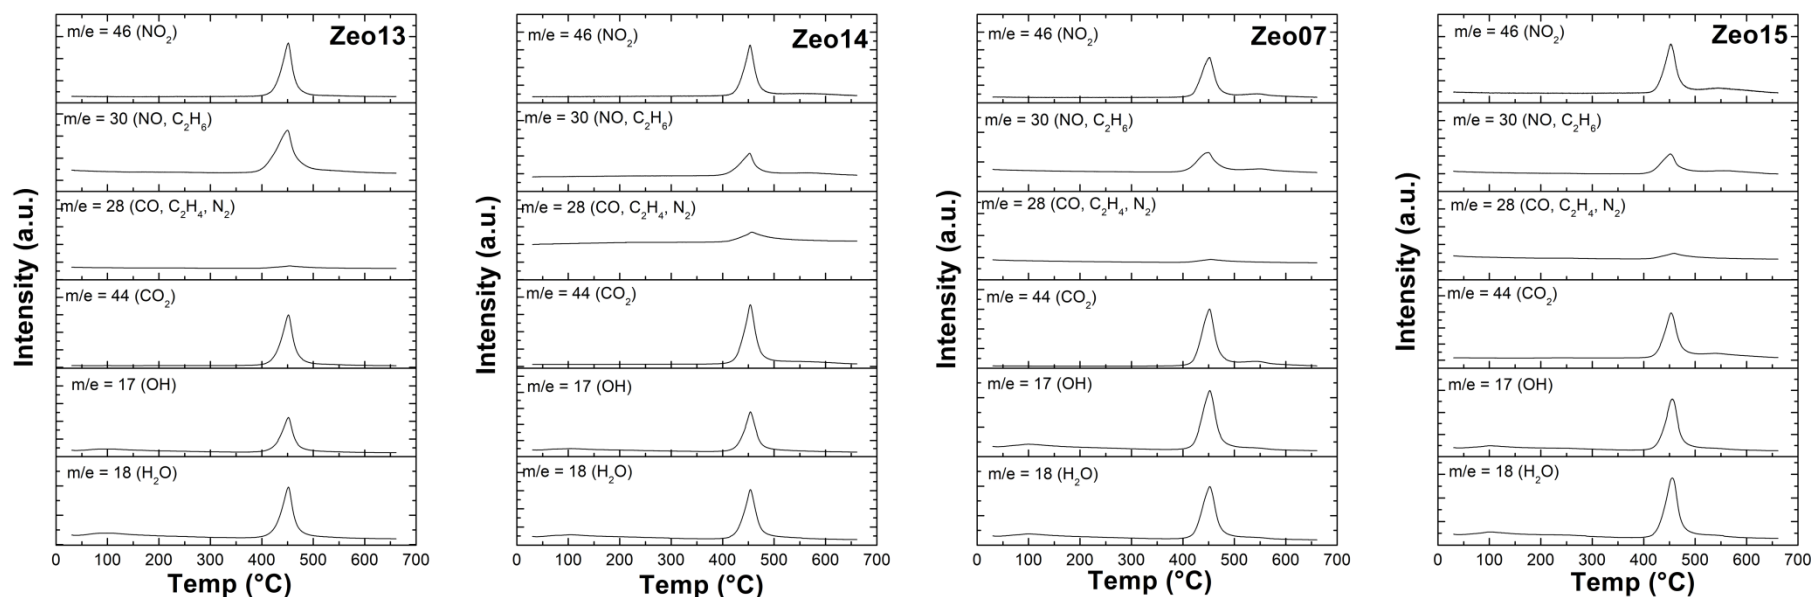 Zeo13
m/e = 46 (NO₂)
m/e = 30 (NO, C₂H₆)
m/e = 28 (CO, C₂H₄, N₂)
m/e = 44 (CO₂)
m/e = 17 (OH)
m/e = 18 (H₂O)
Intensity (a.u.)
0 100 200 300 400 500 600 700
Temp (°C)
Zeo14
m/e = 46 (NO₂)
m/e = 30 (NO, C₂H₆)
m/e = 28 (CO, C₂H₄, N₂)
m/e = 44 (CO₂)
m/e = 17 (OH)
m/e = 18 (H₂O)
Intensity (a.u.)
0 100 200 300 400 500 600 700
Temp (°C)
Zeo07
m/e = 46 (NO₂)
m/e = 30 (NO, C₂H₆)
m/e = 28 (CO, C₂H₄, N₂)
m/e = 44 (CO₂)
m/e = 17 (OH)
m/e = 18 (H₂O)
Intensity (a.u.)
0 100 200 300 400 500 600 700
Temp (°C)
Zeo15
m/e = 46 (NO₂)
m/e = 30 (NO, C₂H₆)
m/e = 28 (CO, C₂H₄, N₂)
m/e = 44 (CO₂)
m/e = 17 (OH)
m/e = 18 (H₂O)
Intensity (a.u.)
0 100 200 300 400 500 600 700
Temp (°C)